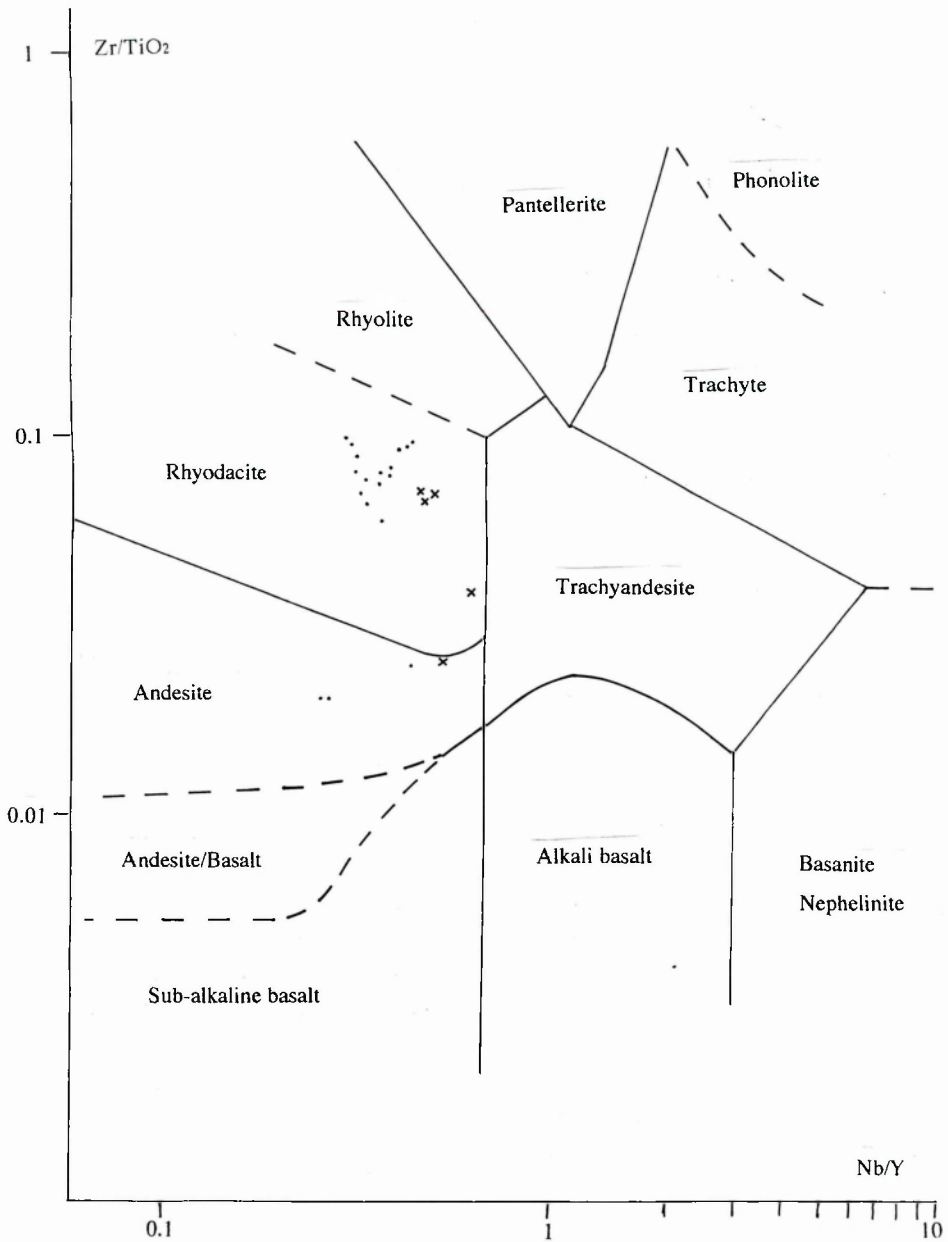 Zr/TiO₂
1
Phonolite
Pantellerite
Rhyolite
Trachyte
0.1
Rhyodacite
Trachyandesite
Andesite
0.01
Andesite/Basalt
Alkali basalt
Basanite
Nephelinite
Sub-alkaline basalt
Nb/Y
0.1
1
10